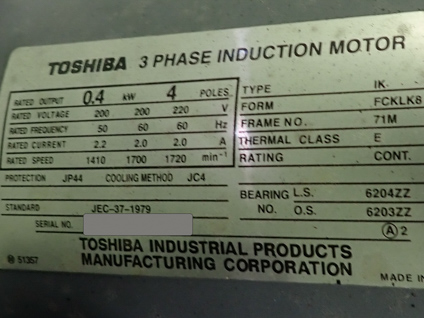 TOSHIBA 3 PHASE INDUCTION MOTOR
RATED OUTPUT 0.4 kW 4 POLES
RATED VOLTAGE 200 200 220 V
RATED FREQUENCY 50 60 60 Hz
RATED CURRENT 2.2 2.0 2.0 A
RATED SPEED 1410 1700 1720 min⁻¹
PROTECTION JP44 COOLING METHOD JC4
STANDARD JEC-37-1979
SERIAL NO.
TYPE IK
FORM FCKLK8
FRAME NO. 71M
THERMAL CLASS E
RATING CONT.
BEARING L.S. 6204ZZ
NO. O.S. 6203ZZ
Ⓐ2
TOSHIBA INDUSTRIAL PRODUCTS
MANUFACTURING CORPORATION
51357
MADE IN